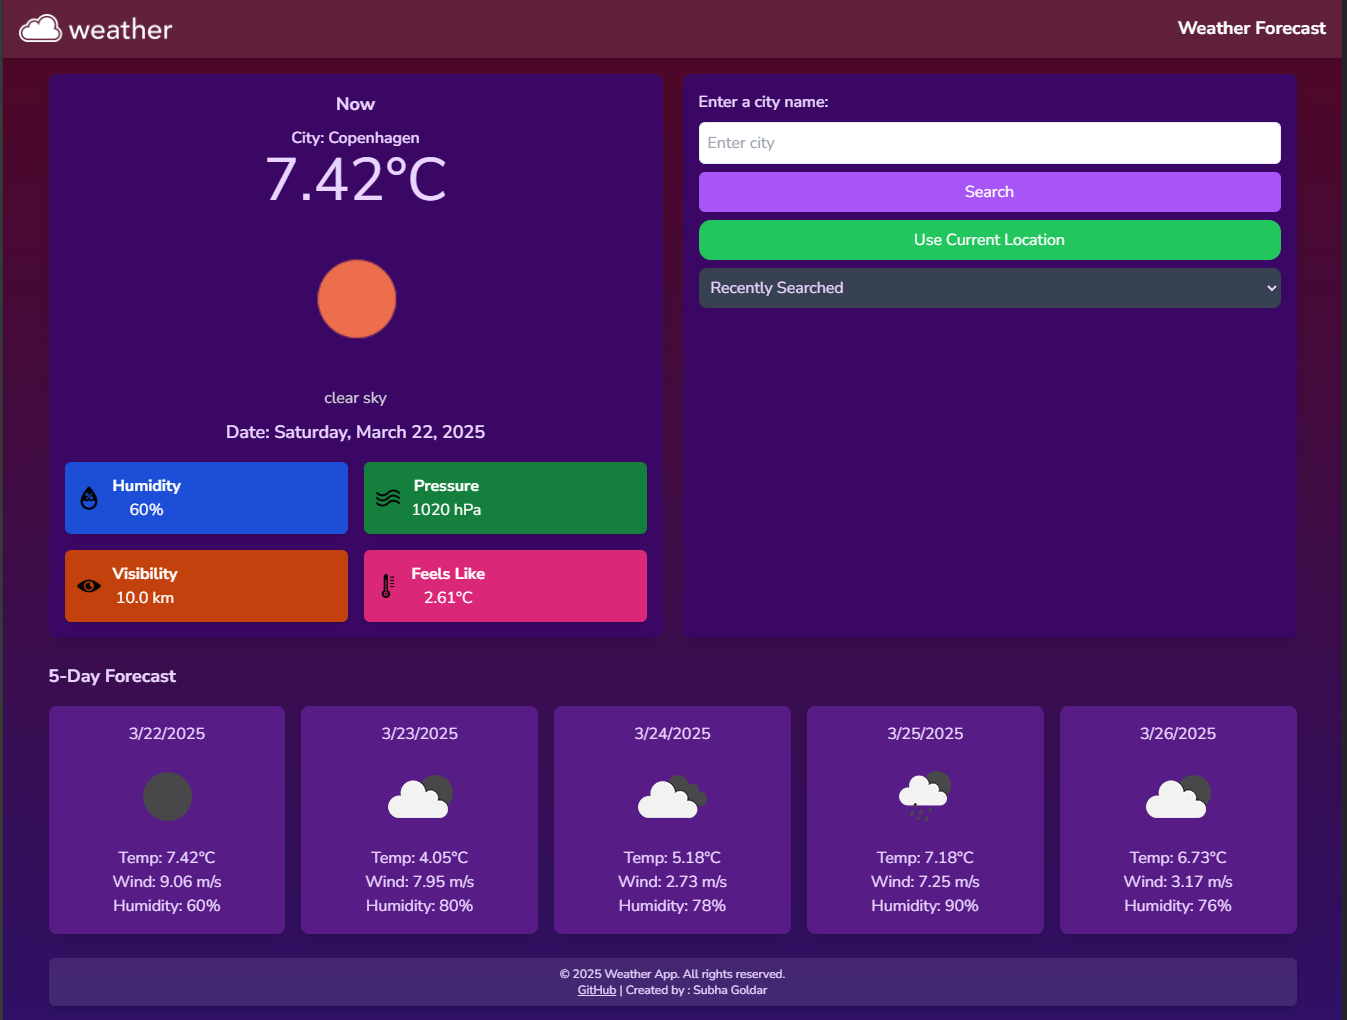 weather
Weather Forecast
Now
City: Copenhagen
7.42°C
clear sky
Date: Saturday, March 22, 2025
Humidity
60%
Pressure
1020 hPa
Visibility
10.0 km
Feels Like
2.61°C
Enter a city name:
Enter city
Search
Use Current Location
Recently Searched
5-Day Forecast
3/22/2025
Temp: 7.42°C
Wind: 9.06 m/s
Humidity: 60%
3/23/2025
Temp: 4.05°C
Wind: 7.95 m/s
Humidity: 80%
3/24/2025
Temp: 5.18°C
Wind: 2.73 m/s
Humidity: 78%
3/25/2025
Temp: 7.18°C
Wind: 7.25 m/s
Humidity: 90%
3/26/2025
Temp: 6.73°C
Wind: 3.17 m/s
Humidity: 76%
© 2025 Weather App. All rights reserved.
GitHub | Created by : Subha Goldar